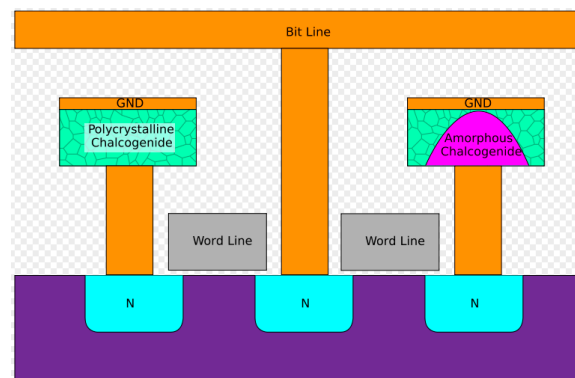 Bit Line
GND
GND
Polycrystalline
Chalcogenide
Amorphous
Chalcogenide
Word Line
Word Line
N
N
N